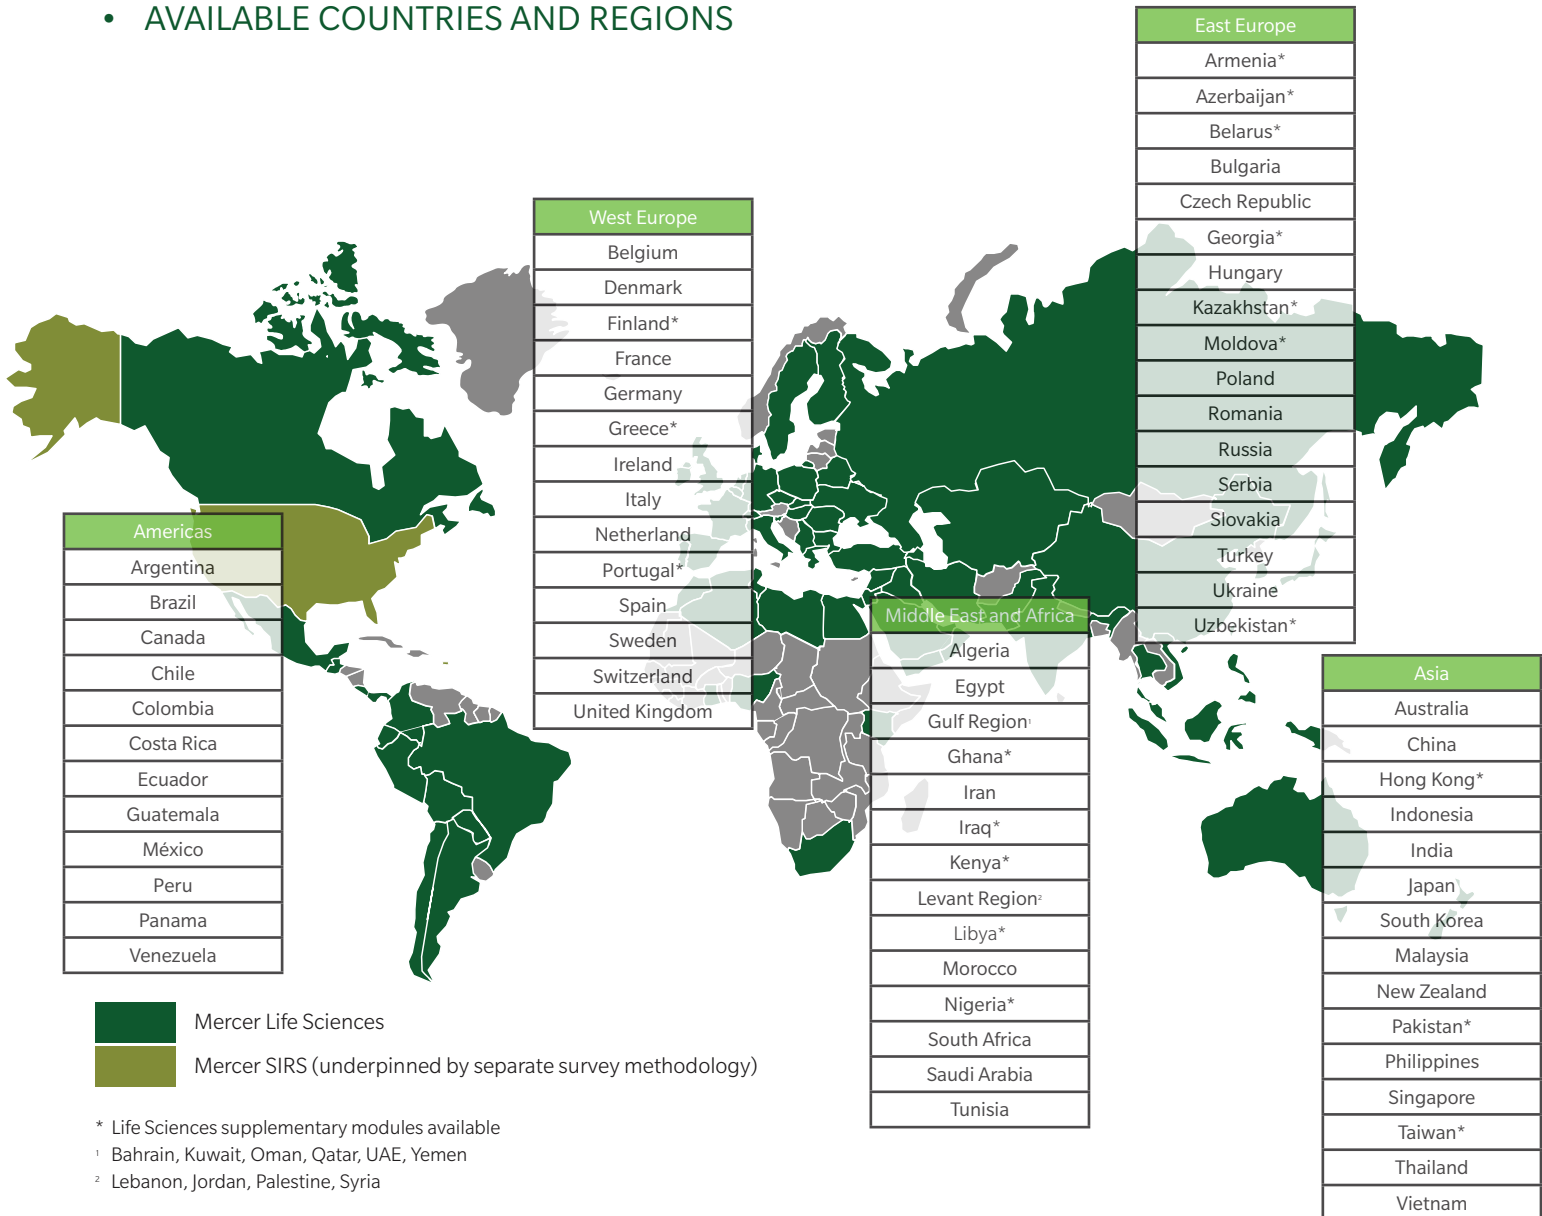 • AVAILABLE COUNTRIES AND REGIONS
East Europe
Armenia*
Azerbaijan*
Belarus*
Bulgaria
Czech Republic
Georgia*
Hungary
Kazakhstan*
Moldova*
Poland
Romania
Russia
Serbia
Slovakia
Turkey
Ukraine
Uzbekistan*
West Europe
Belgium
Denmark
Finland*
France
Germany
Greece*
Ireland
Italy
Netherland
Portugal*
Spain
Sweden
Switzerland
United Kingdom
Americas
Argentina
Brazil
Canada
Chile
Colombia
Costa Rica
Ecuador
Guatemala
México
Peru
Panama
Venezuela
Middle East and Africa
Algeria
Egypt
Gulf Region¹
Ghana*
Iran
Iraq*
Kenya*
Levant Region²
Libya*
Morocco
Nigeria*
South Africa
Saudi Arabia
Tunisia
Asia
Australia
China
Hong Kong*
Indonesia
India
Japan
South Korea
Malaysia
New Zealand
Pakistan*
Philippines
Singapore
Taiwan*
Thailand
Vietnam
Mercer Life Sciences
Mercer SIRS (underpinned by separate survey methodology)
* Life Sciences supplementary modules available
¹ Bahrain, Kuwait, Oman, Qatar, UAE, Yemen
² Lebanon, Jordan, Palestine, Syria